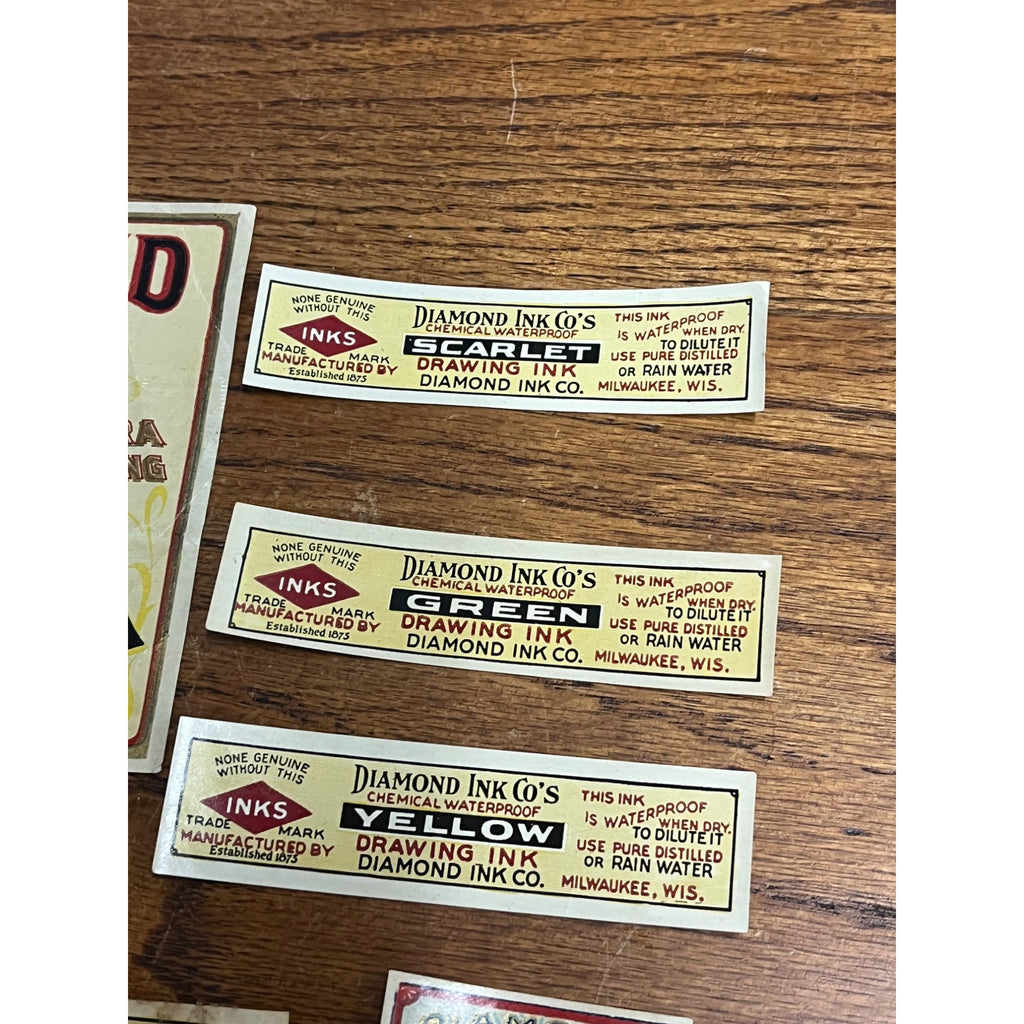 D
RA
NG
NONE GENUINE
WITHOUT THIS
INKS
TRADE MARK
MANUFACTURED BY
Established 1875
DIAMOND INK CO'S
CHEMICAL WATERPROOF
SCARLET
DRAWING INK
DIAMOND INK CO.
THIS INK
IS WATERPROOF
WHEN DRY.
TO DILUTE IT
USE PURE DISTILLED
OR RAIN WATER
MILWAUKEE, WIS.
NONE GENUINE
WITHOUT THIS
INKS
TRADE MARK
MANUFACTURED BY
Established 1875
DIAMOND INK CO'S
CHEMICAL WATERPROOF
GREEN
DRAWING INK
DIAMOND INK CO.
THIS INK
IS WATERPROOF
WHEN DRY.
TO DILUTE IT
USE PURE DISTILLED
OR RAIN WATER
MILWAUKEE, WIS.
NONE GENUINE
WITHOUT THIS
INKS
TRADE MARK
MANUFACTURED BY
Established 1875
DIAMOND INK CO'S
CHEMICAL WATERPROOF
YELLOW
DRAWING INK
DIAMOND INK CO.
THIS INK
IS WATERPROOF
WHEN DRY.
TO DILUTE IT
USE PURE DISTILLED
OR RAIN WATER
MILWAUKEE, WIS.